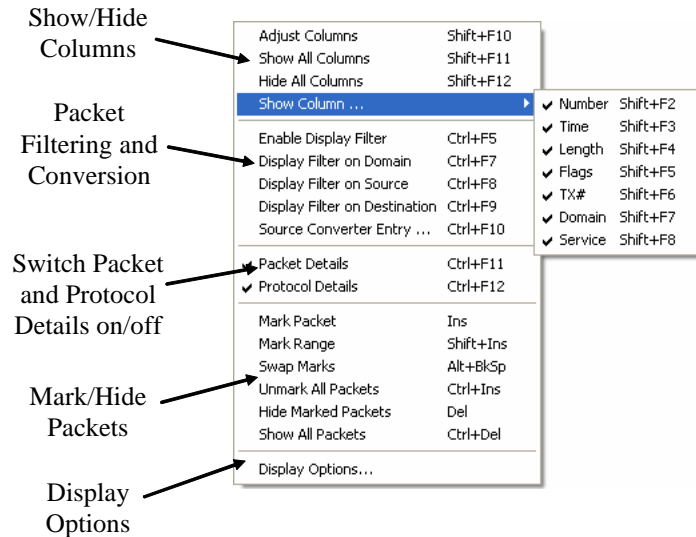 Show/Hide
Columns
Packet
Filtering and
Conversion
Switch Packet
and Protocol
Details on/off
Mark/Hide
Packets
Display
Options
Adjust Columns Shift+F10
Show All Columns Shift+F11
Hide All Columns Shift+F12
Show Column ...
Enable Display Filter Ctrl+F5
Display Filter on Domain Ctrl+F7
Display Filter on Source Ctrl+F8
Display Filter on Destination Ctrl+F9
Source Converter Entry ... Ctrl+F10
Packet Details Ctrl+F11
Protocol Details Ctrl+F12
Mark Packet Ins
Mark Range Shift+Ins
Swap Marks Alt+BkSp
Unmark All Packets Ctrl+Ins
Hide Marked Packets Del
Show All Packets Ctrl+Del
Display Options...
Number Shift+F2
Time Shift+F3
Length Shift+F4
Flags Shift+F5
TX# Shift+F6
Domain Shift+F7
Service Shift+F8